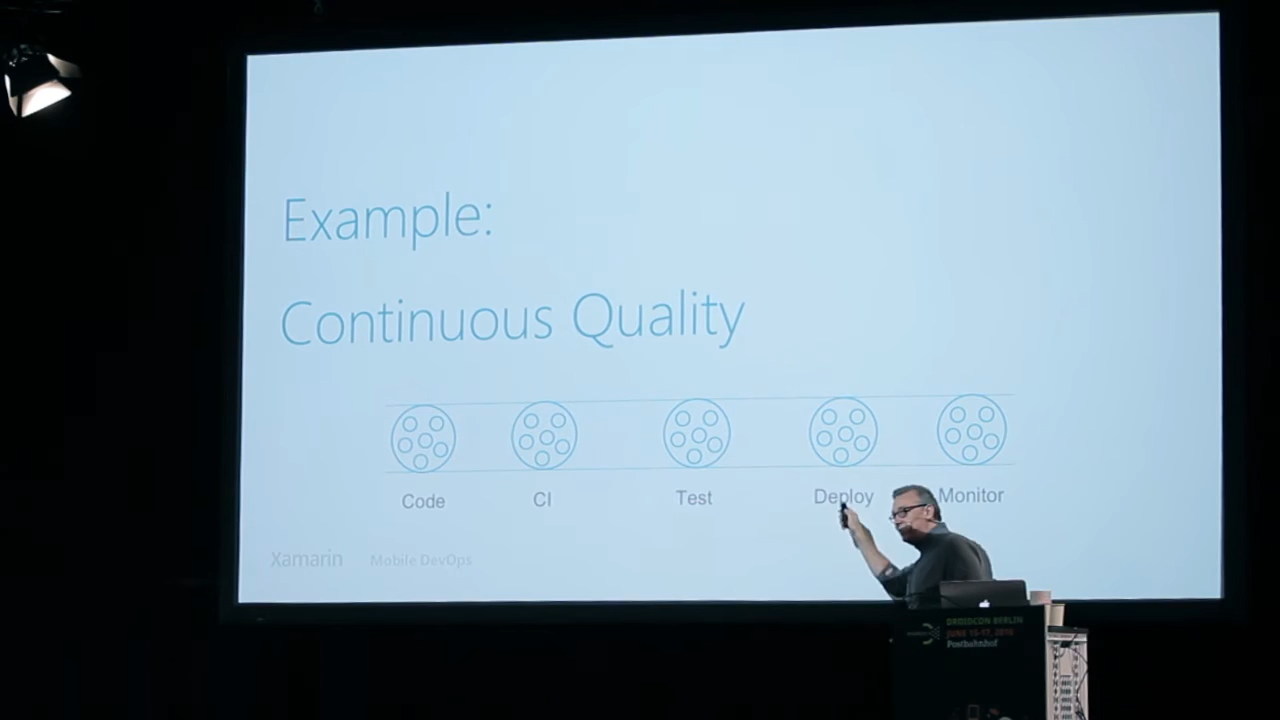 Example:
Continuous Quality
Code CI Test Deploy Monitor
Xamarin Mobile DevOps
DROIDCON BERLIN
JUNE 15-17, 2016
Postbahnhof